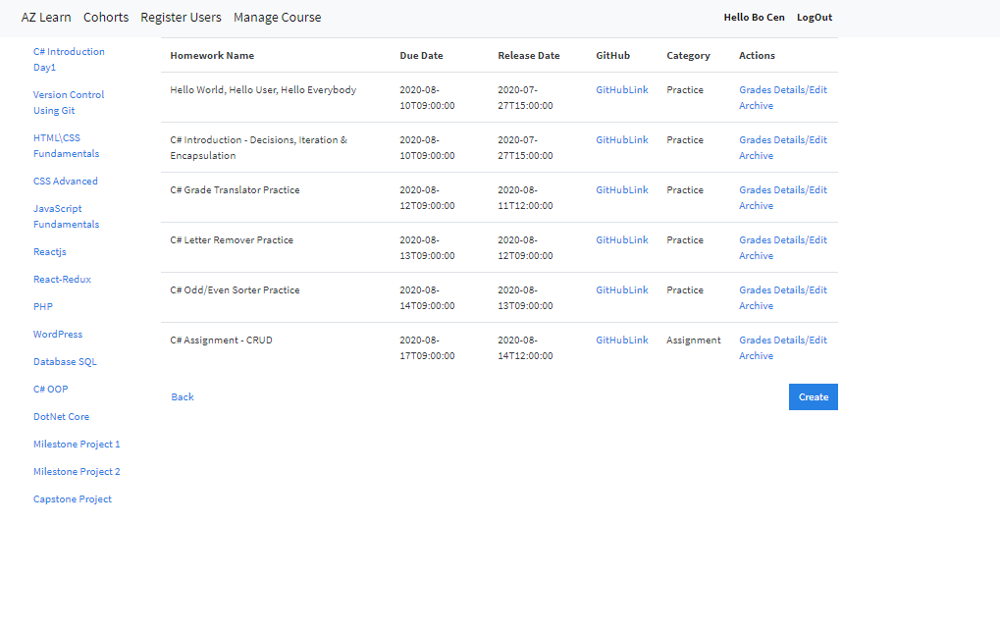 AZ Learn Cohorts Register Users Manage Course Hello Bo Cen LogOut
C# Introduction
Day1
Version Control
Using Git
HTML\CSS
Fundamentals
CSS Advanced
JavaScript
Fundamentals
Reactjs
React-Redux
PHP
WordPress
Database SQL
C# OOP
DotNet Core
Milestone Project 1
Milestone Project 2
Capstone Project
Homework Name Due Date Release Date GitHub Category Actions
Hello World, Hello User, Hello Everybody 2020-08- 2020-07- GitHubLink Practice Grades Details/Edit
10T09:00:00 27T15:00:00 Archive
C# Introduction - Decisions, Iteration & 2020-08- 2020-07- GitHubLink Practice Grades Details/Edit
Encapsulation 10T09:00:00 27T15:00:00 Archive
C# Grade Translator Practice 2020-08- 2020-08- GitHubLink Practice Grades Details/Edit
12T09:00:00 11T12:00:00 Archive
C# Letter Remover Practice 2020-08- 2020-08- GitHubLink Practice Grades Details/Edit
13T09:00:00 12T09:00:00 Archive
C# Odd/Even Sorter Practice 2020-08- 2020-08- GitHubLink Practice Grades Details/Edit
14T09:00:00 13T09:00:00 Archive
C# Assignment - CRUD 2020-08- 2020-08- GitHubLink Assignment Grades Details/Edit
17T09:00:00 14T12:00:00 Archive
Back Create